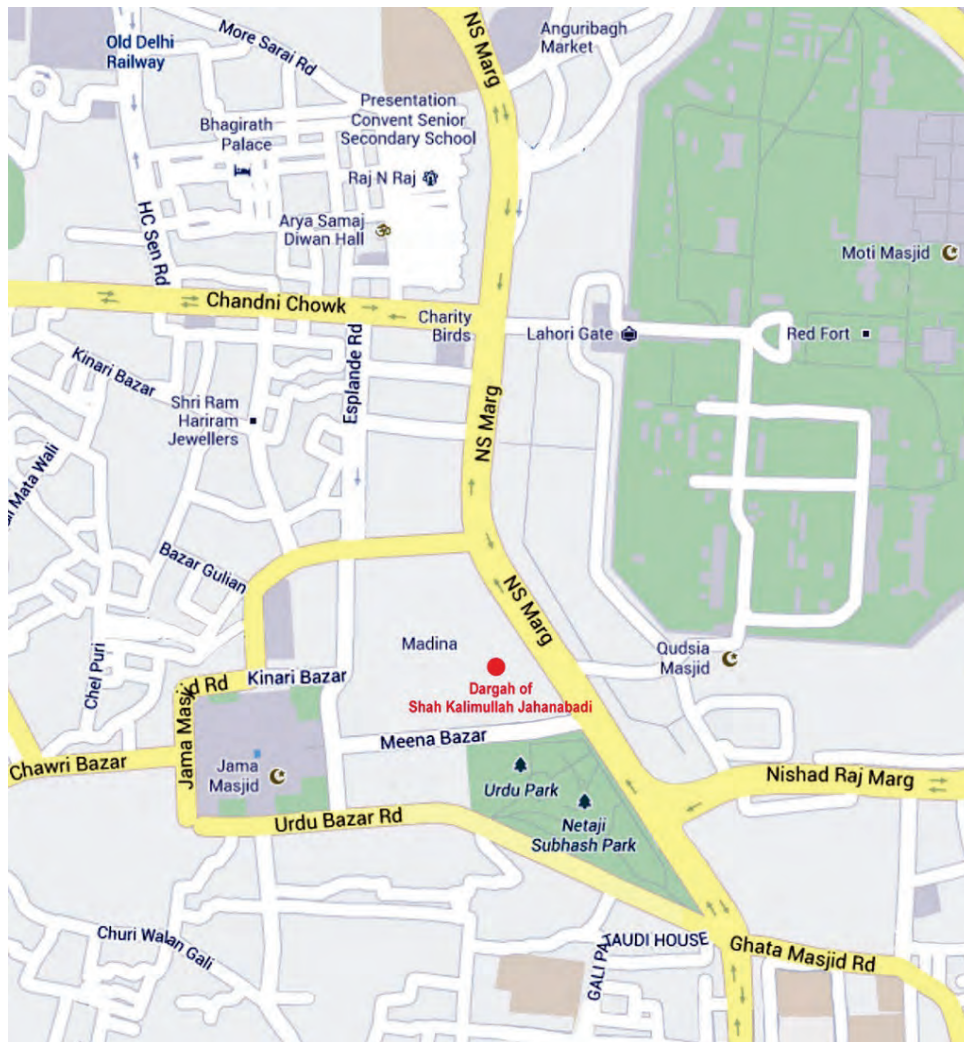 More Sarai Rd
Old Delhi
Railway
NS Marg
Anguribagh
Market
Presentation
Convent Senior
Secondary School
Bhagirath
Palace
Raj N Raj
HC Sen Rd
Arya Samaj
Diwan Hall
Moti Masjid
Chandni Chowk
Charity
Birds
Lahori Gate
Red Fort
Esplande Rd
Kinari Bazar
Shri Ram
Hariram
Jewellers
NS Marg
Mata Wali
Bazar Gulian
NS Marg
Madina
Qudsia
Masjid
Chel Puri
Kinari Bazar
Dargah of
Shah Kalimullah Jahanabadi
Jama Masjid Rd
Meena Bazar
Chawri Bazar
Jama
Masjid
Urdu Park
Nishad Raj Marg
Urdu Bazar Rd
Netaji
Subhash Park
Churi Walan Gali
GALI PA
TAUDI HOUSE
Ghata Masjid Rd